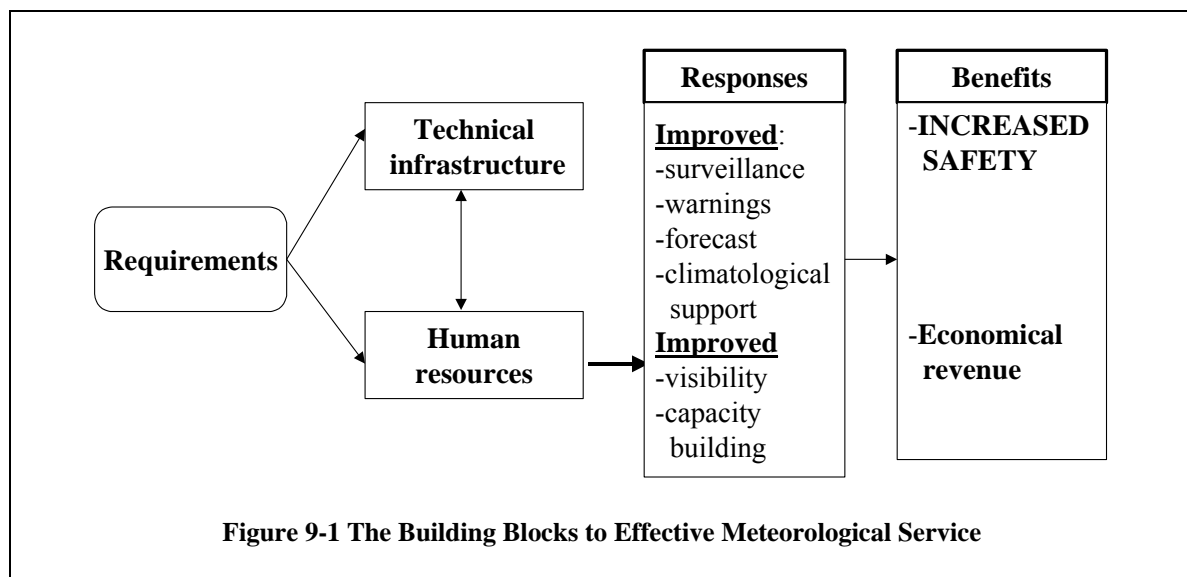 Requirements
Technical
infrastructure
Human
resources
Responses
Improved:
-surveillance
-warnings
-forecast
-climatological
support
Improved
-visibility
-capacity
building
Benefits
-INCREASED
SAFETY
-Economical
revenue
Figure 9-1 The Building Blocks to Effective Meteorological Service